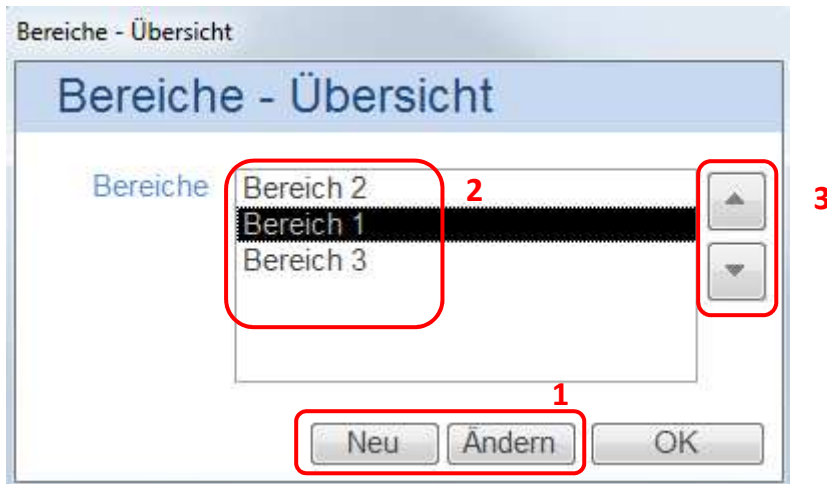 Bereiche - Übersicht
Bereiche - Übersicht
Bereiche
Bereich 2
2
3
Bereich 1
Bereich 3
1
Neu
Ändern
OK